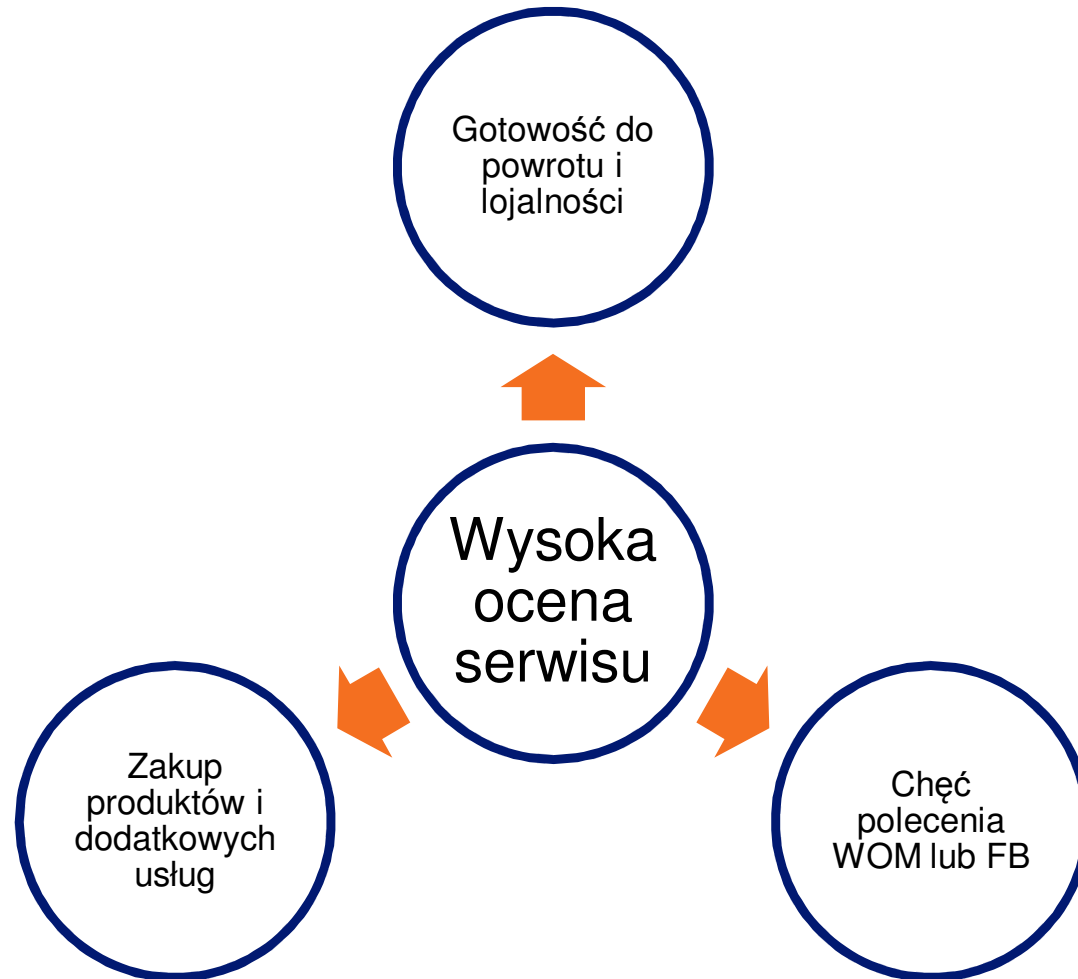 Gotowość do
powrotu i
lojalności
Wysoka
ocena
serwisu
Zakup
produktów i
dodatkowych
usług
Chęć
polecenia
WOM lub FB